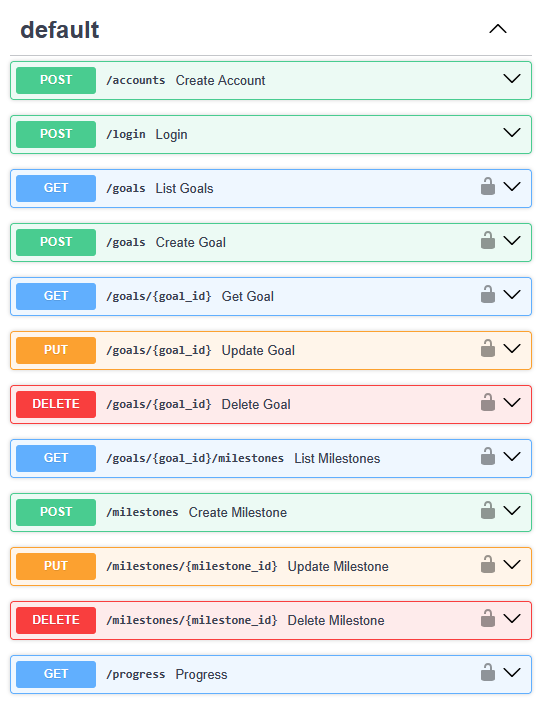 default
POST /accounts Create Account
POST /login Login
GET /goals List Goals
POST /goals Create Goal
GET /goals/{goal_id} Get Goal
PUT /goals/{goal_id} Update Goal
DELETE /goals/{goal_id} Delete Goal
GET /goals/{goal_id}/milestones List Milestones
POST /milestones Create Milestone
PUT /milestones/{milestone_id} Update Milestone
DELETE /milestones/{milestone_id} Delete Milestone
GET /progress Progress